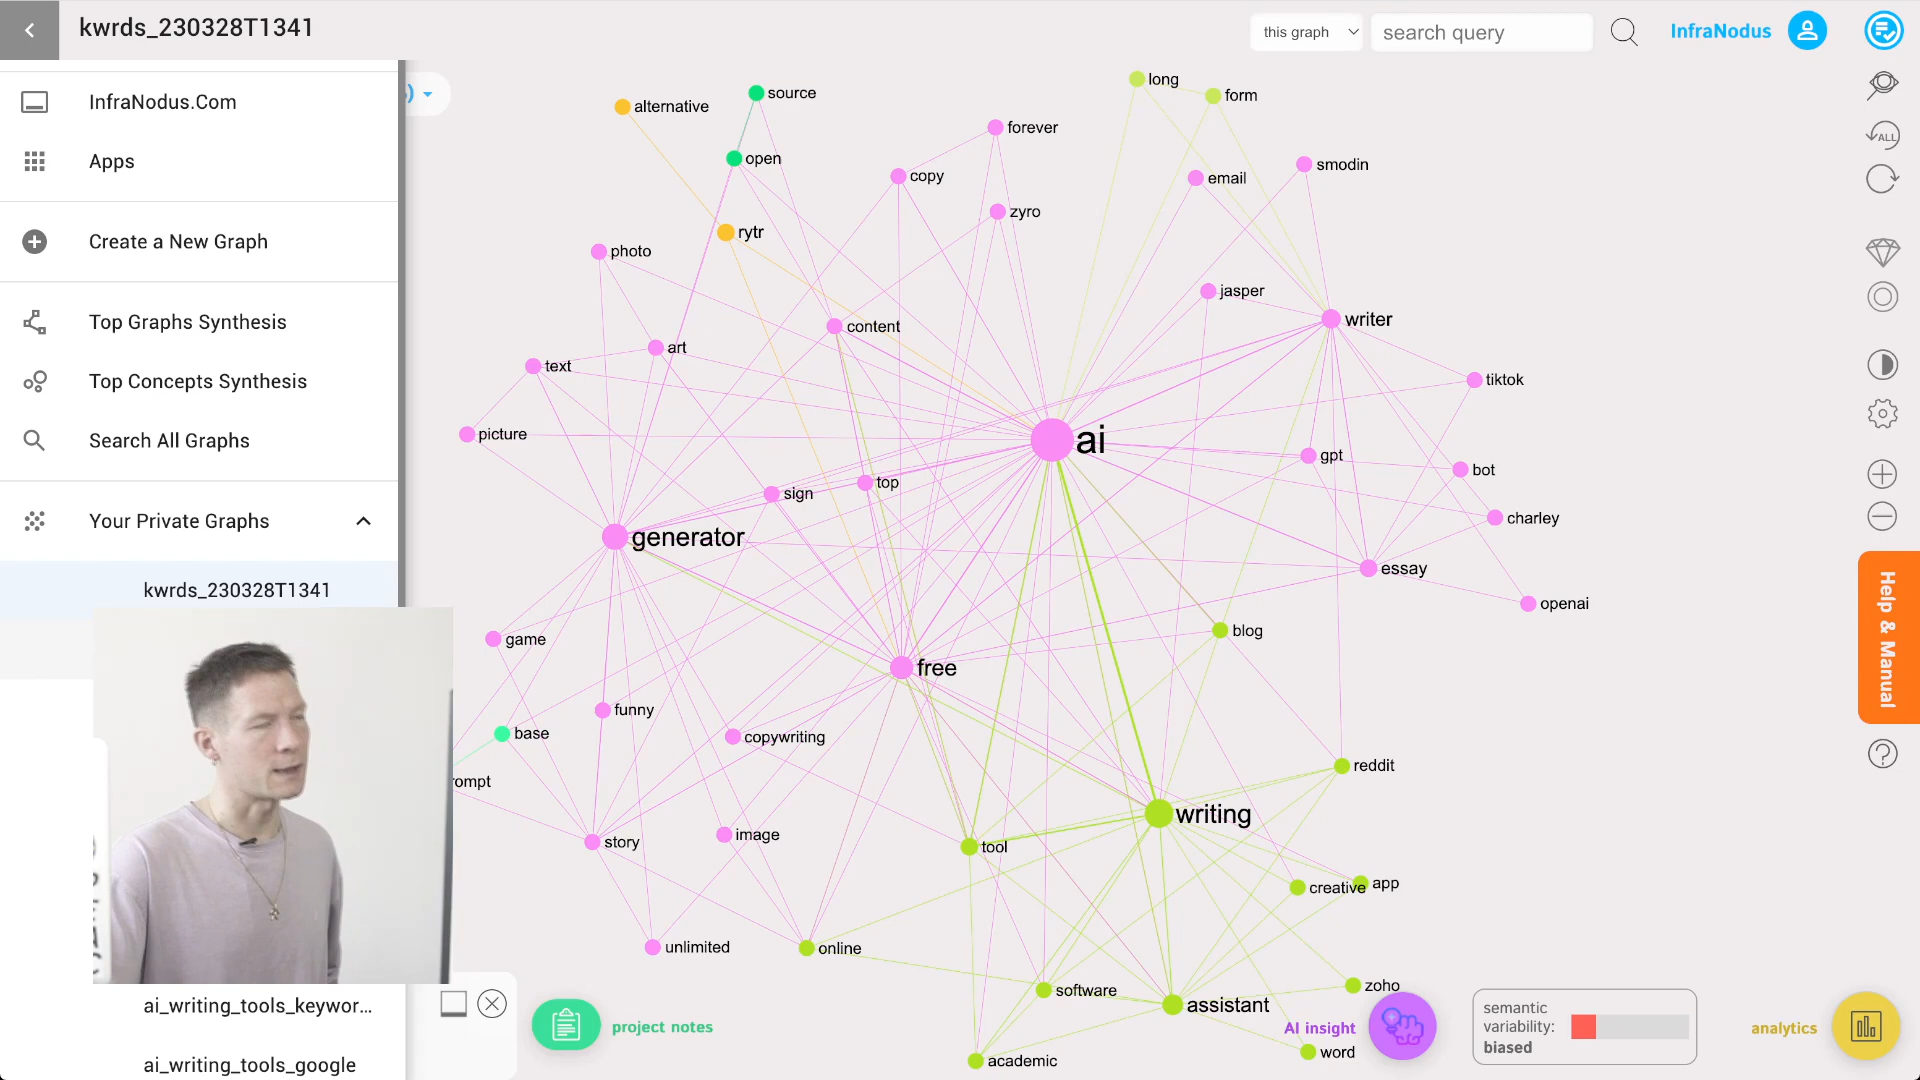 kwrds_230328T1341
this graph
search query
InfraNodus
InfraNodus.Com
Apps
Create a New Graph
Top Graphs Synthesis
Top Concepts Synthesis
Search All Graphs
Your Private Graphs
kwrds_230328T1341
ai_writing_tools_keywor...
ai_writing_tools_google
)
ALL
Help & Manual
alternative
source
long
form
open
forever
copy
email
smodin
zyro
rytr
photo
jasper
content
writer
art
text
tiktok
picture
ai
gpt
bot
top
sign
charley
generator
essay
openai
blog
game
free
funny
base
copywriting
ompt
reddit
writing
image
story
tool
creative
app
unlimited
online
software
zoho
assistant
academic
word
project notes
AI insight
semantic
variability:
biased
analytics